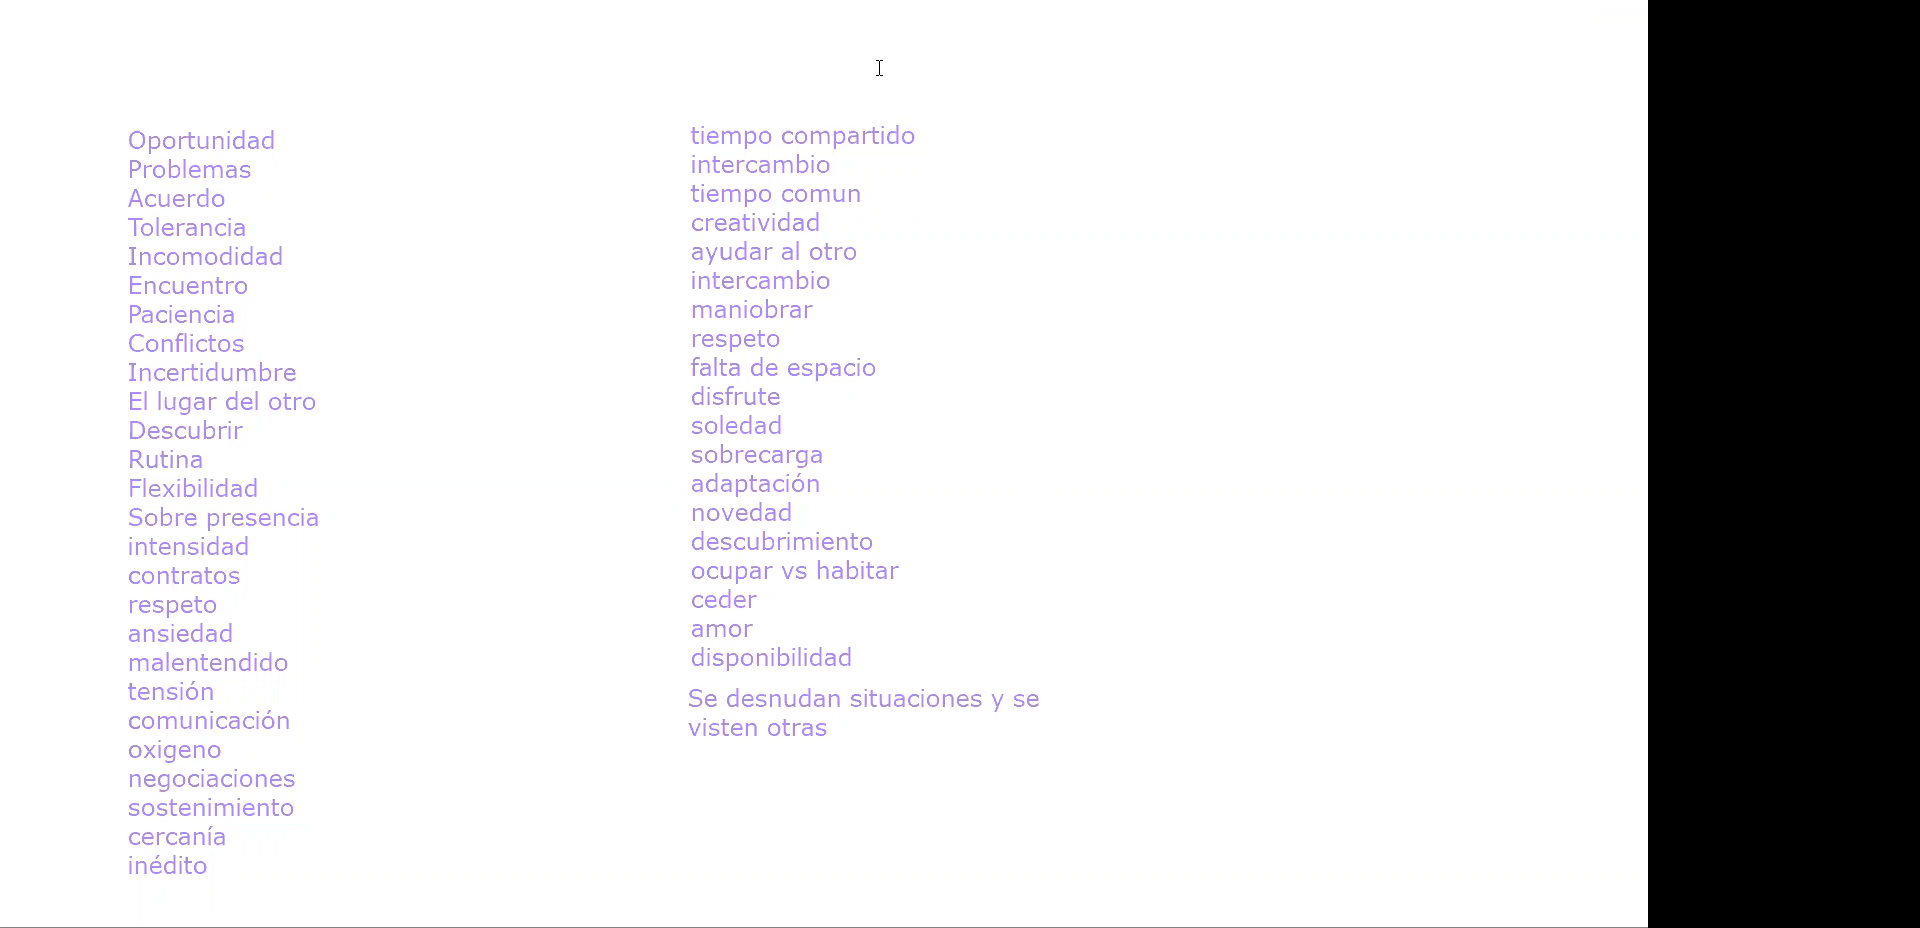 Oportunidad
Problemas
Acuerdo
Tolerancia
Incomodidad
Encuentro
Paciencia
Conflictos
Incertidumbre
El lugar del otro
Descubrir
Rutina
Flexibilidad
Sobre presencia
intensidad
contratos
respeto
ansiedad
malentendido
tensión
comunicación
oxigeno
negociaciones
sostenimiento
cercanía
inédito
tiempo compartido
intercambio
tiempo comun
creatividad
ayudar al otro
intercambio
maniobrar
respeto
falta de espacio
disfrute
soledad
sobrecarga
adaptación
novedad
descubrimiento
ocupar vs habitar
ceder
amor
disponibilidad
Se desnudan situaciones y se
visten otras